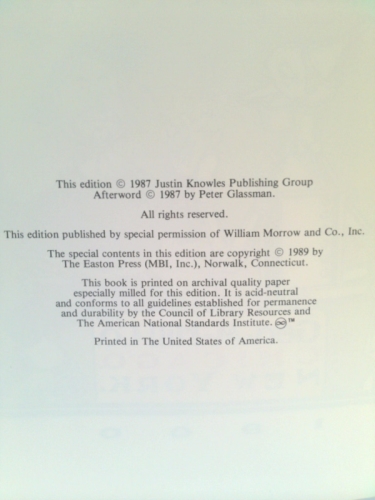 This edition © 1987 Justin Knowles Publishing Group
Afterword © 1987 by Peter Glassman.
All rights reserved.
This edition published by special permission of William Morrow and Co., Inc.
The special contents in this edition are copyright © 1989 by
The Easton Press (MBI, Inc.), Norwalk, Connecticut.
This book is printed on archival quality paper
especially milled for this edition. It is acid-neutral
and conforms to all guidelines established for permanence
and durability by the Council of Library Resources and
The American National Standards Institute. ♾™
Printed in The United States of America.